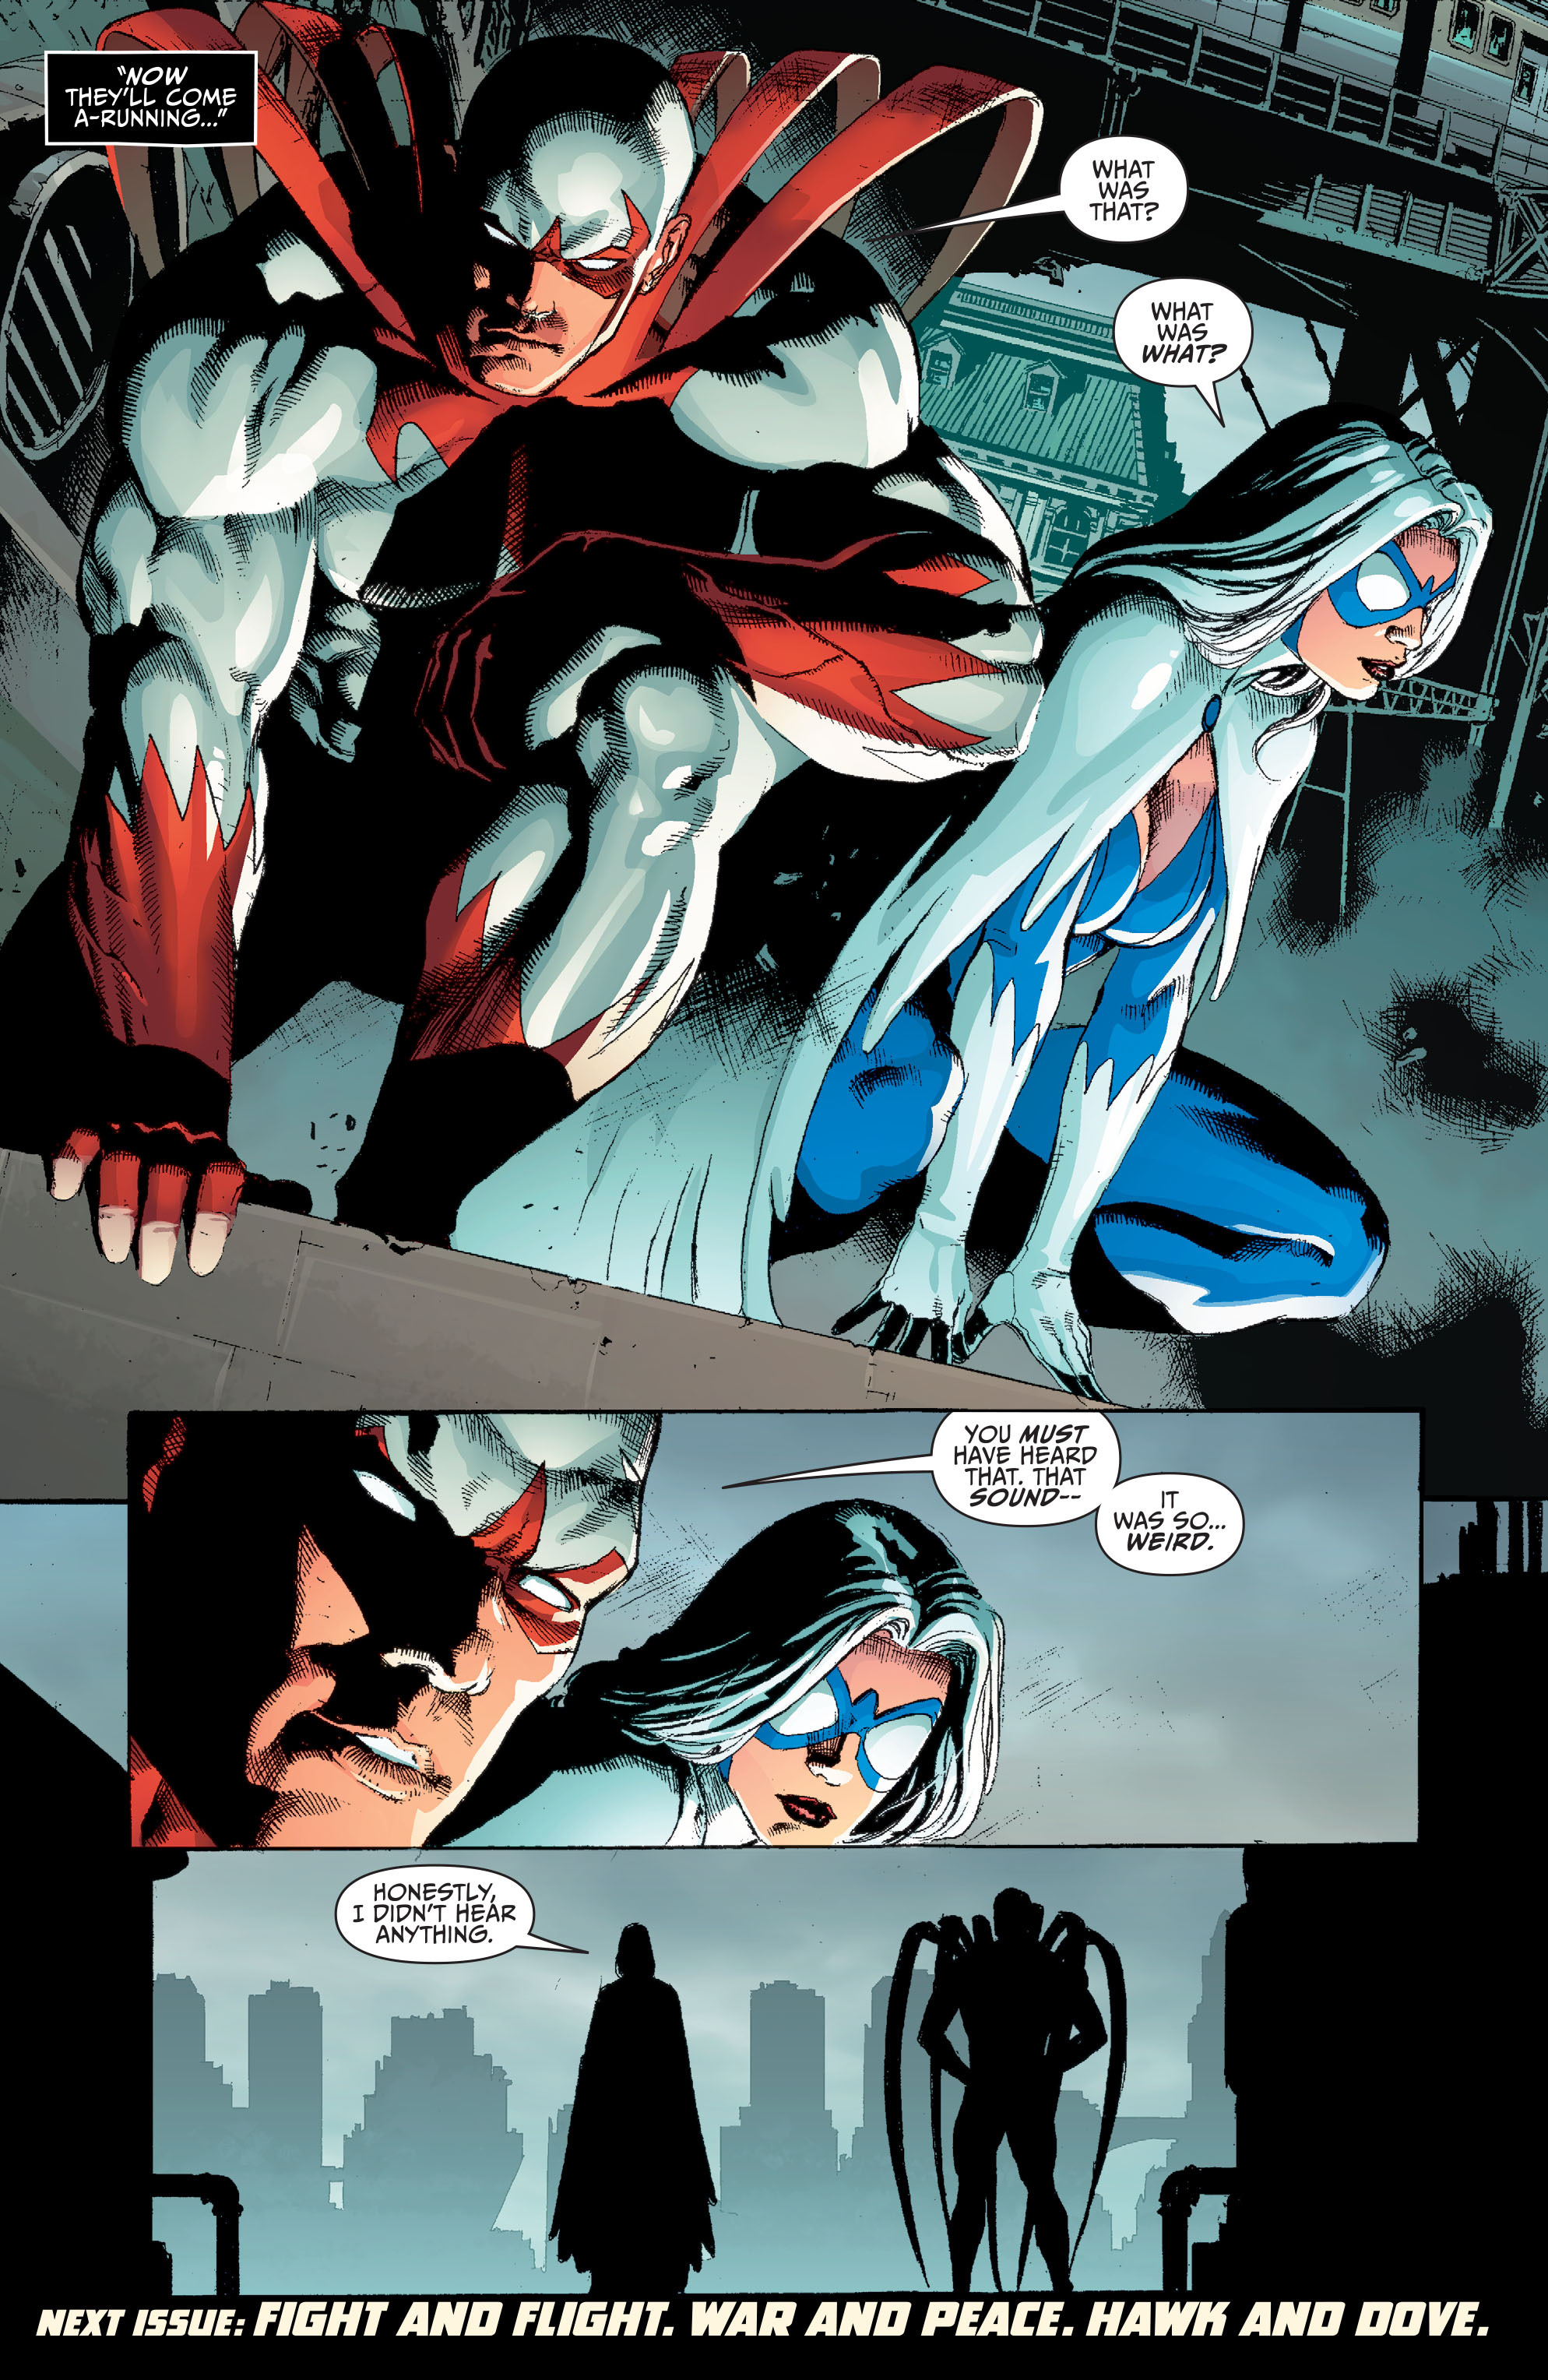 “NOW
THEY'LL COME
A-RUNNING...”
WHAT
WAS
THAT?
WHAT
WAS
WHAT?
YOU MUST
HAVE HEARD
THAT. THAT
SOUND--
IT
WAS SO...
WEIRD.
HONESTLY,
I DIDN'T HEAR
ANYTHING.
NEXT ISSUE: FIGHT AND FLIGHT. WAR AND PEACE. HAWK AND DOVE.